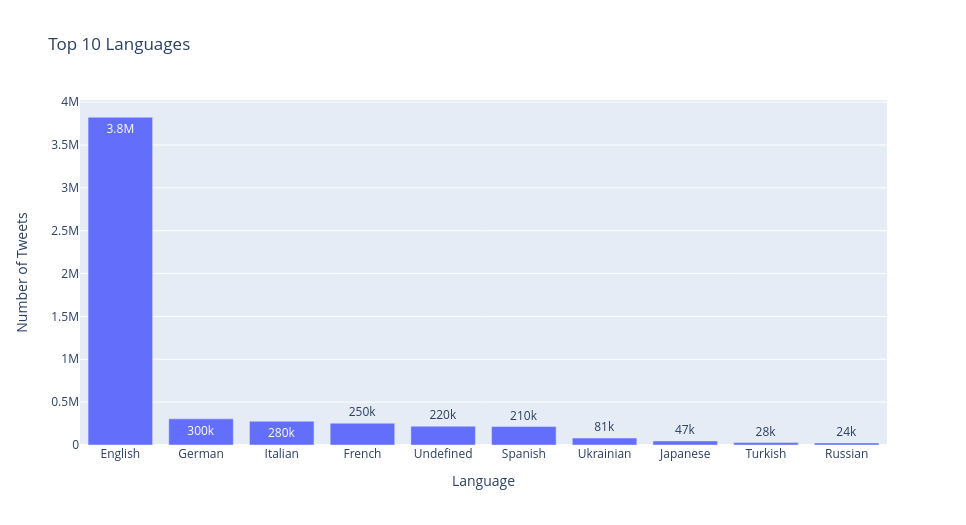 Top 10 Languages
4M
3.5M
3M
2.5M
2M
1.5M
1M
0.5M
0
Number of Tweets
3.8M
300k
280k
250k
220k
210k
81k
47k
28k
24k
English German Italian French Undefined Spanish Ukrainian Japanese Turkish Russian
Language